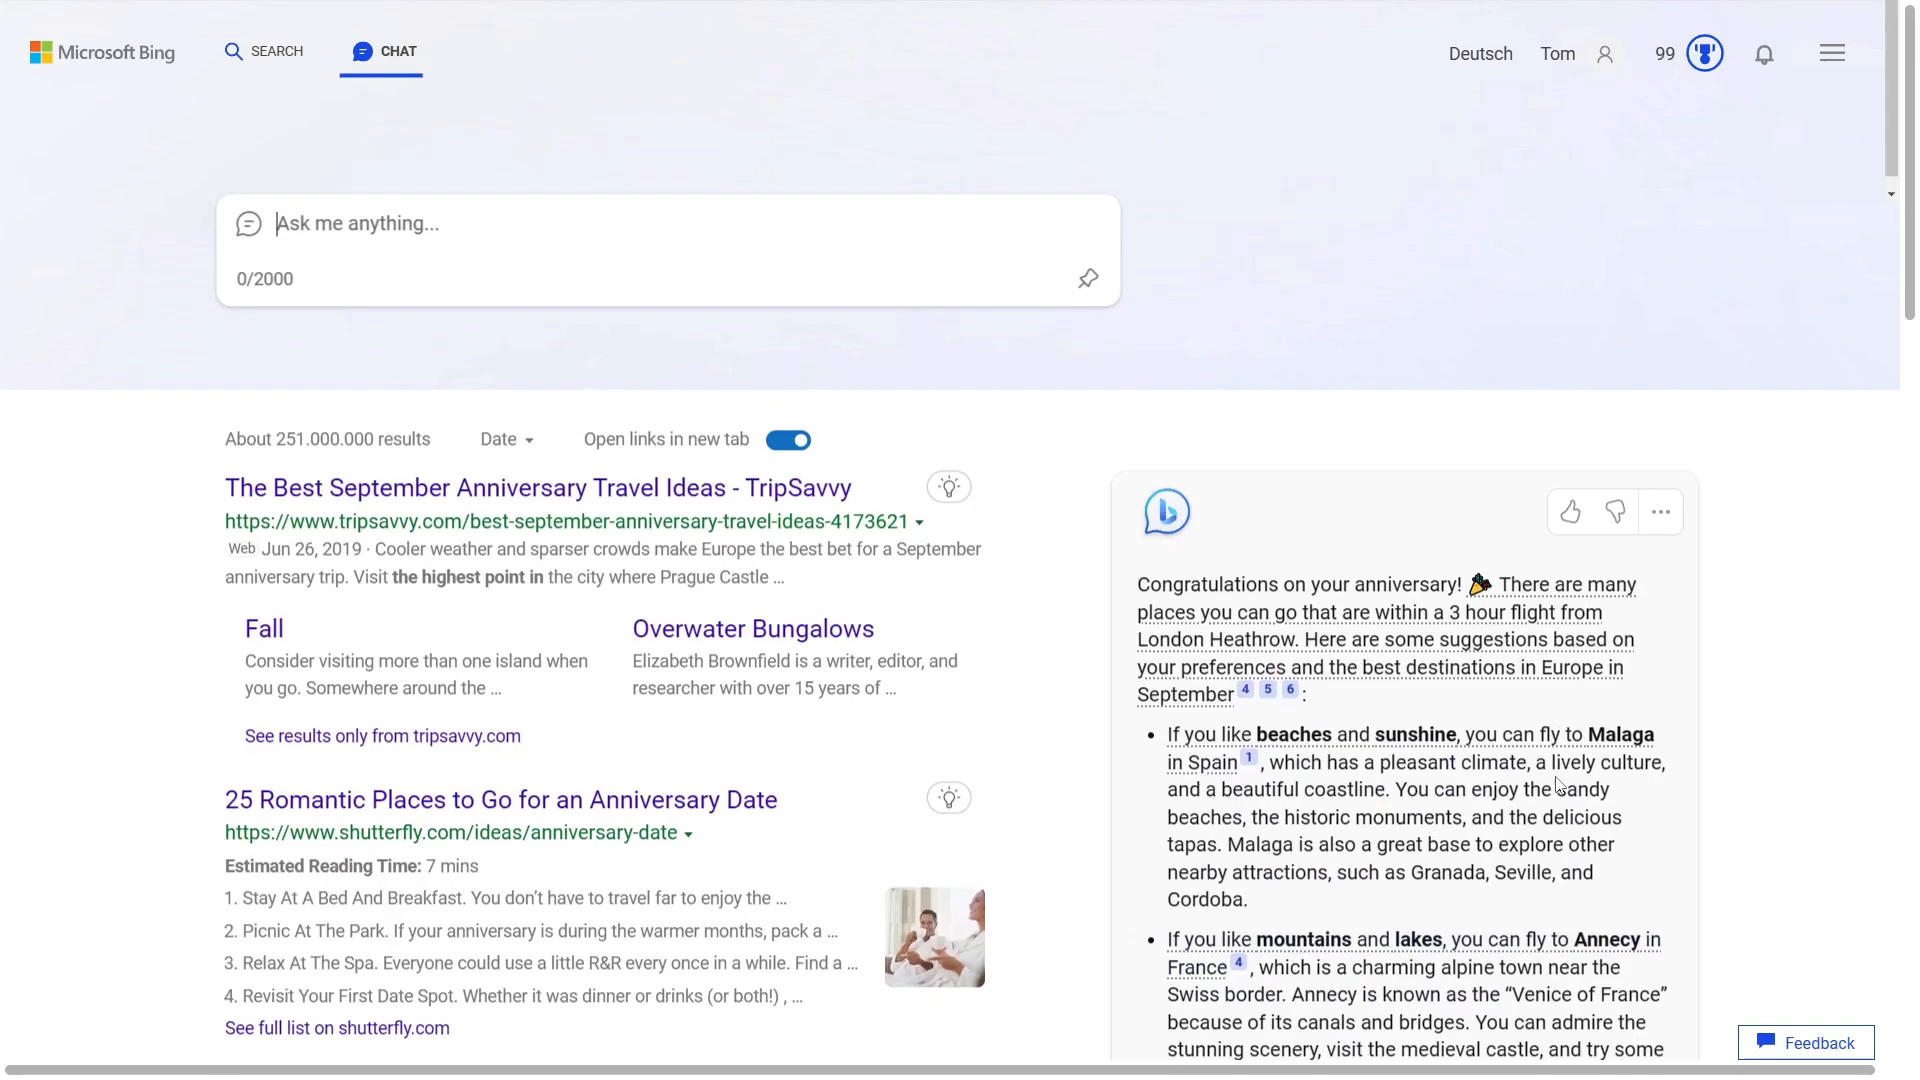 Microsoft Bing
SEARCH
CHAT
Deutsch
Tom
99
Ask me anything...
0/2000
About 251.000.000 results
Date
Open links in new tab
The Best September Anniversary Travel Ideas - TripSavvy
https://www.tripsavvy.com/best-september-anniversary-travel-ideas-4173621
Web Jun 26, 2019 · Cooler weather and sparser crowds make Europe the best bet for a September
anniversary trip. Visit the highest point in the city where Prague Castle ...
Fall
Consider visiting more than one island when
you go. Somewhere around the ...
Overwater Bungalows
Elizabeth Brownfield is a writer, editor, and
researcher with over 15 years of ...
See results only from tripsavvy.com
25 Romantic Places to Go for an Anniversary Date
https://www.shutterfly.com/ideas/anniversary-date
Estimated Reading Time: 7 mins
1. Stay At A Bed And Breakfast. You don’t have to travel far to enjoy the ...
2. Picnic At The Park. If your anniversary is during the warmer months, pack a ...
3. Relax At The Spa. Everyone could use a little R&R every once in a while. Find a ...
4. Revisit Your First Date Spot. Whether it was dinner or drinks (or both!) , ...
See full list on shutterfly.com
Congratulations on your anniversary! 🎉 There are many
places you can go that are within a 3 hour flight from
London Heathrow. Here are some suggestions based on
your preferences and the best destinations in Europe in
September 4 5 6 :
• If you like beaches and sunshine, you can fly to Malaga
in Spain 1 , which has a pleasant climate, a lively culture,
and a beautiful coastline. You can enjoy the sandy
beaches, the historic monuments, and the delicious
tapas. Malaga is also a great base to explore other
nearby attractions, such as Granada, Seville, and
Cordoba.
• If you like mountains and lakes, you can fly to Annecy in
France 4 , which is a charming alpine town near the
Swiss border. Annecy is known as the “Venice of France”
because of its canals and bridges. You can admire the
stunning scenery, visit the medieval castle, and try some
Feedback